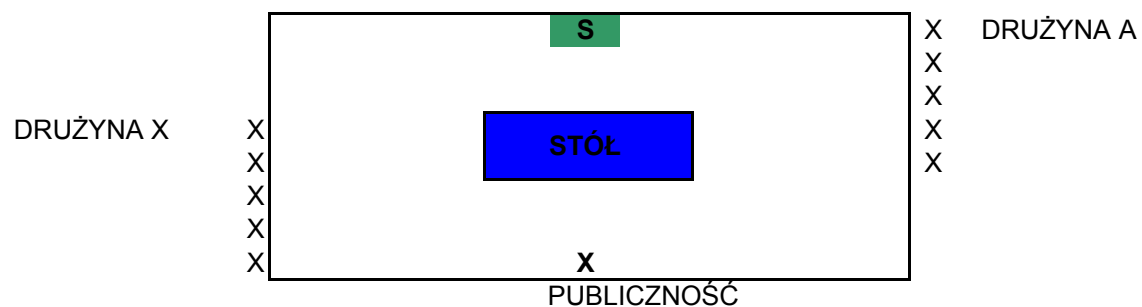 S X DRUŻYNA A
X
X
DRUŻYNA X X X
X STÓŁ X
X
X
X X
PUBLICZNOŚĆ